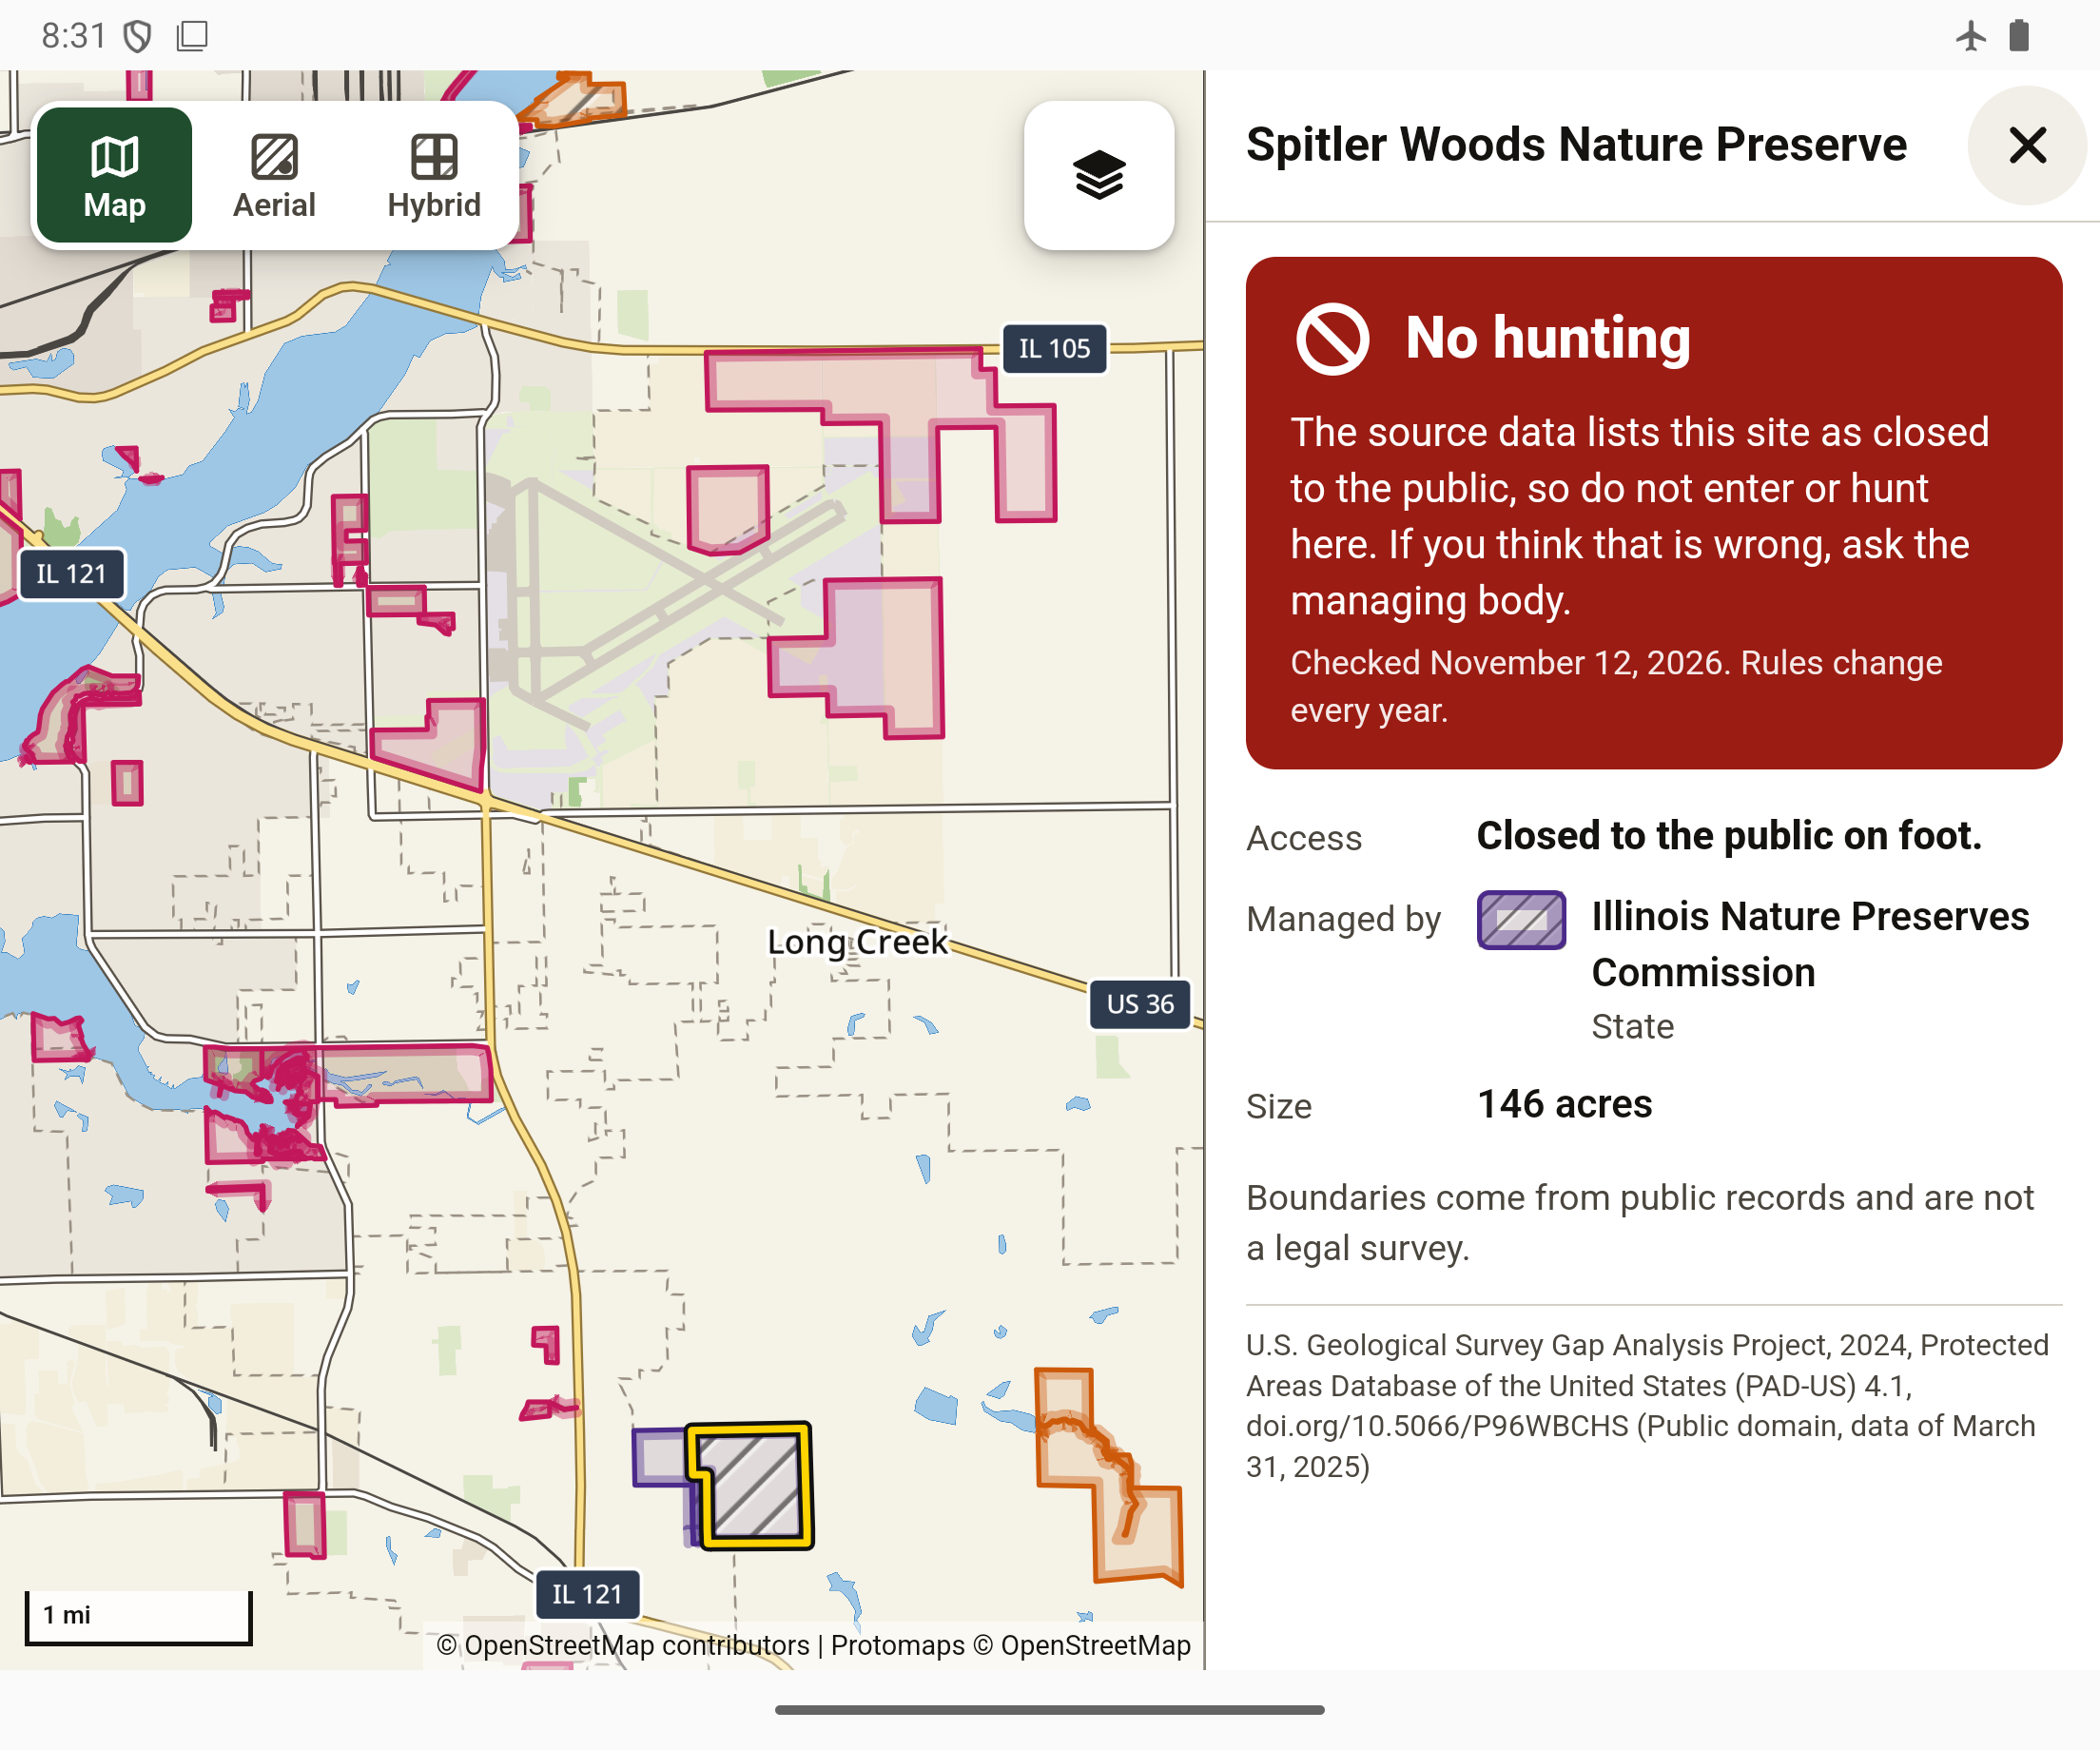 8:31
Map
Aerial
Hybrid
IL 105
IL 121
Long Creek
US 36
IL 121
1 mi
© OpenStreetMap contributors | Protomaps © OpenStreetMap
Spitler Woods Nature Preserve
No hunting
The source data lists this site as closed
to the public, so do not enter or hunt
here. If you think that is wrong, ask the
managing body.
Checked November 12, 2026. Rules change
every year.
Access
Closed to the public on foot.
Managed by
Illinois Nature Preserves
Commission
State
Size
146 acres
Boundaries come from public records and are not
a legal survey.
U.S. Geological Survey Gap Analysis Project, 2024, Protected
Areas Database of the United States (PAD-US) 4.1,
doi.org/10.5066/P96WBCHS (Public domain, data of March
31, 2025)